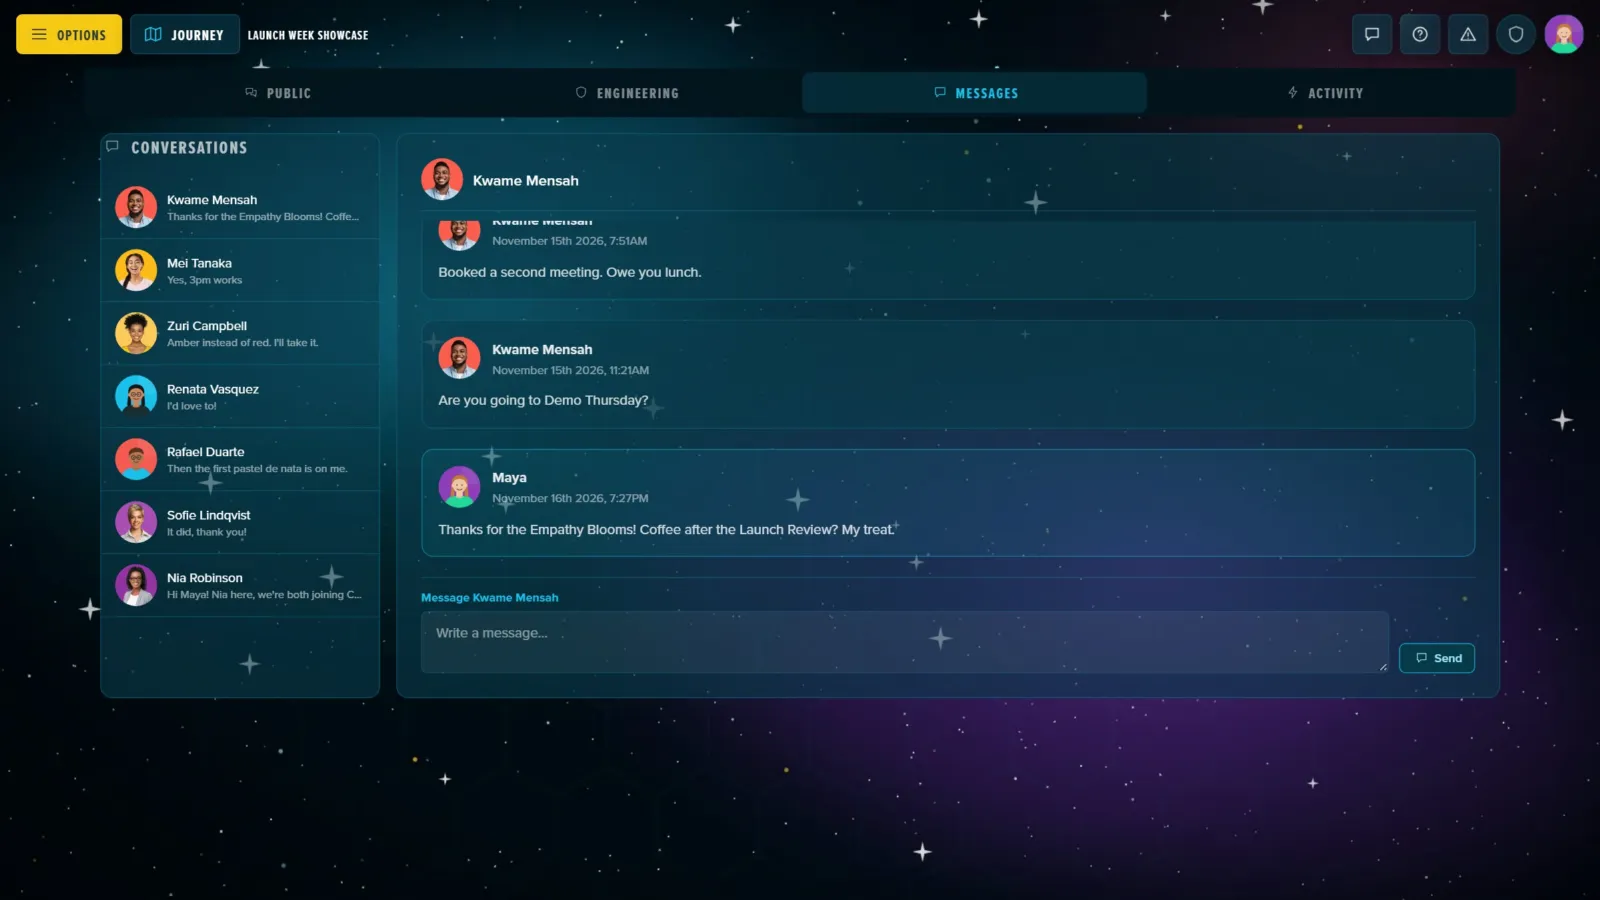 OPTIONS
JOURNEY
LAUNCH WEEK SHOWCASE
PUBLIC
ENGINEERING
MESSAGES
ACTIVITY
CONVERSATIONS
Kwame Mensah
Thanks for the Empathy Blooms! Coffe...
Mei Tanaka
Yes, 3pm works
Zuri Campbell
Amber instead of red. I'll take it.
Renata Vasquez
I'd love to!
Rafael Duarte
Then the first pastel de nata is on me.
Sofie Lindqvist
It did, thank you!
Nia Robinson
Hi Maya! Nia here, we're both joining C...
Kwame Mensah
Kwame Mensah
November 15th 2026, 7:51AM
Booked a second meeting. Owe you lunch.
Kwame Mensah
November 15th 2026, 11:21AM
Are you going to Demo Thursday?
Maya
November 16th 2026, 7:27PM
Thanks for the Empathy Blooms! Coffee after the Launch Review? My treat.
Message Kwame Mensah
Write a message...
Send